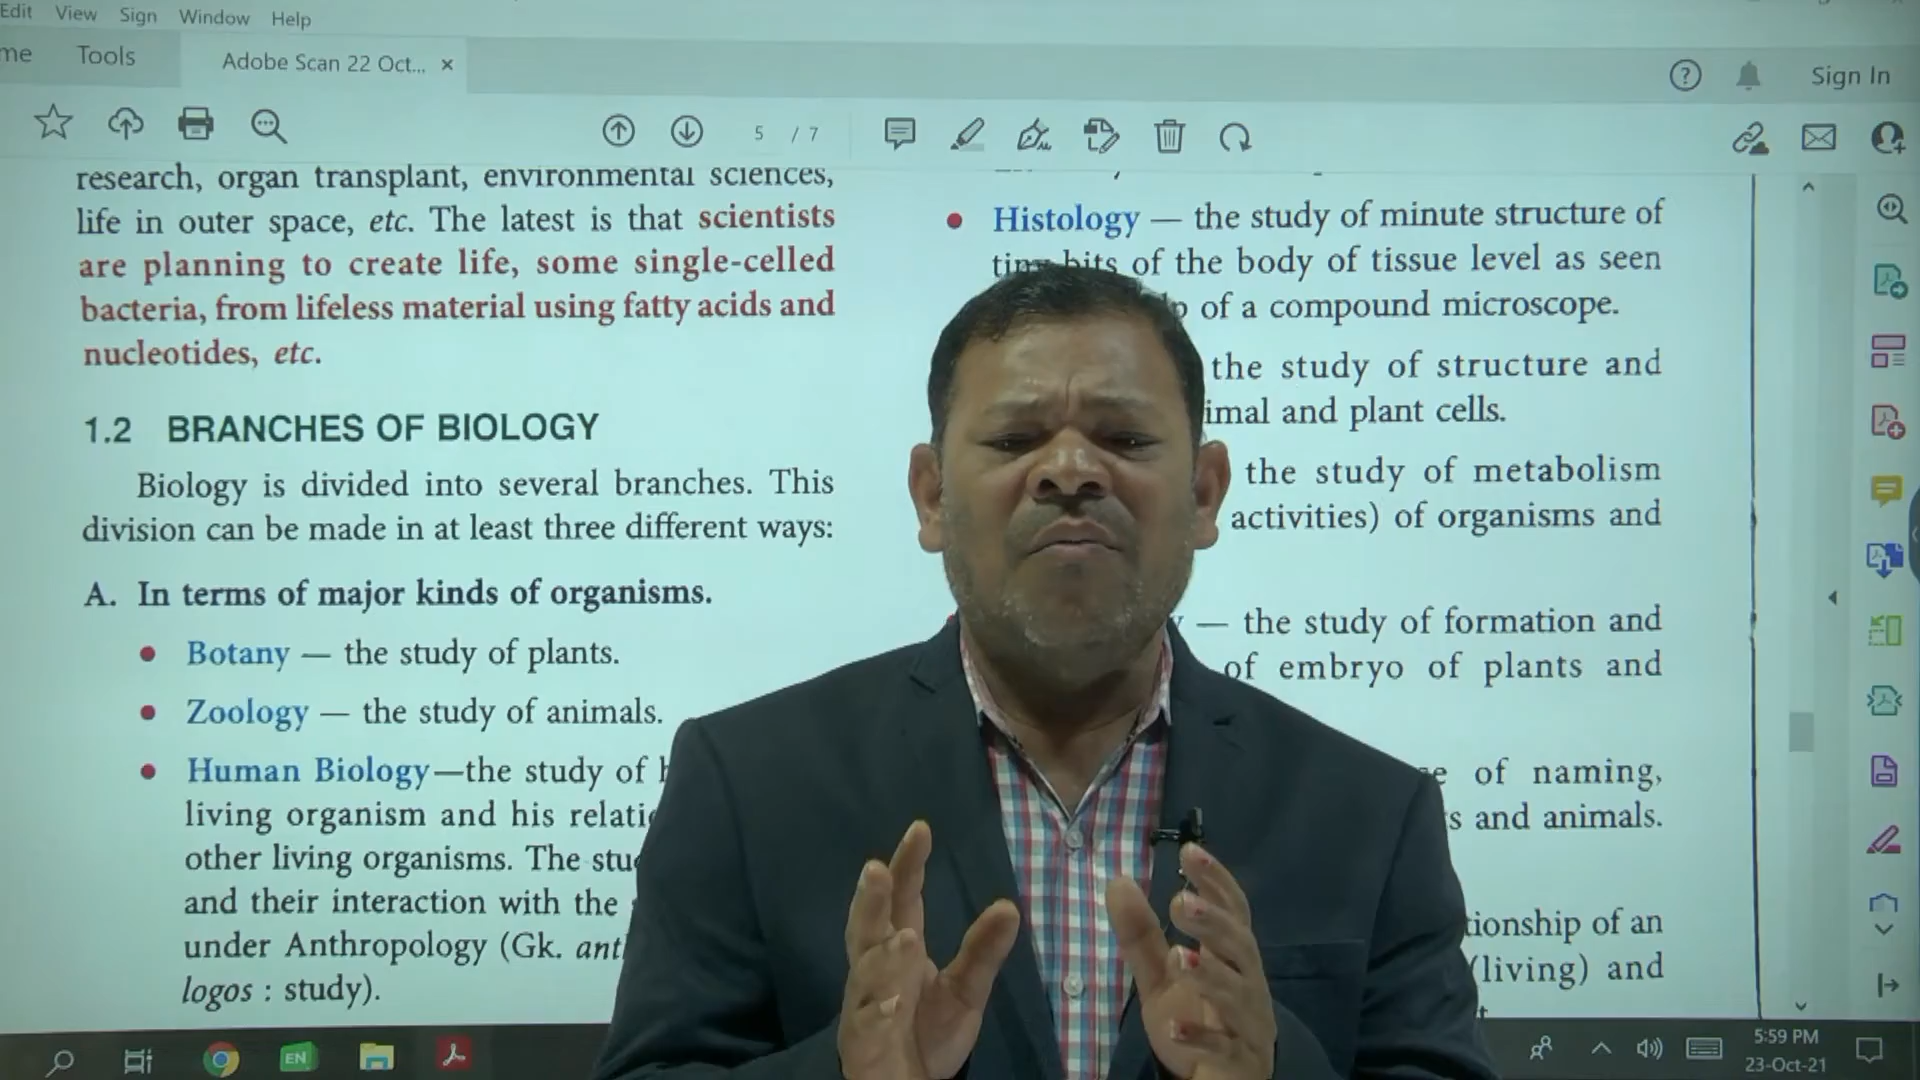 Edit View Sign Window Help
me Tools Adobe Scan 22 Oct... ×
Sign In
5 / 7
research, organ transplant, environmental sciences,
life in outer space, etc. The latest is that scientists
are planning to create life, some single-celled
bacteria, from lifeless material using fatty acids and
nucleotides, etc.
1.2 BRANCHES OF BIOLOGY
Biology is divided into several branches. This
division can be made in at least three different ways:
A. In terms of major kinds of organisms.
• Botany — the study of plants.
• Zoology — the study of animals.
• Human Biology—the study of
living organism and his
other living organisms. The
and their interaction with the
under Anthropology (Gk.
logos : study).
• Histology — the study of minute structure of
tiny bits of the body of tissue level as seen
of a compound microscope.
the study of structure and
and plant cells.
the study of metabolism
activities) of organisms and
— the study of formation and
of embryo of plants and
of naming,
and animals.
of an
(living) and
EN
5:59 PM
23-Oct-21